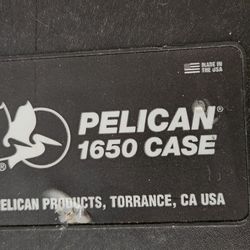 MADE IN
THE USA
PELICAN®
1650 CASE
®
ELICAN PRODUCTS, TORRANCE, CA USA